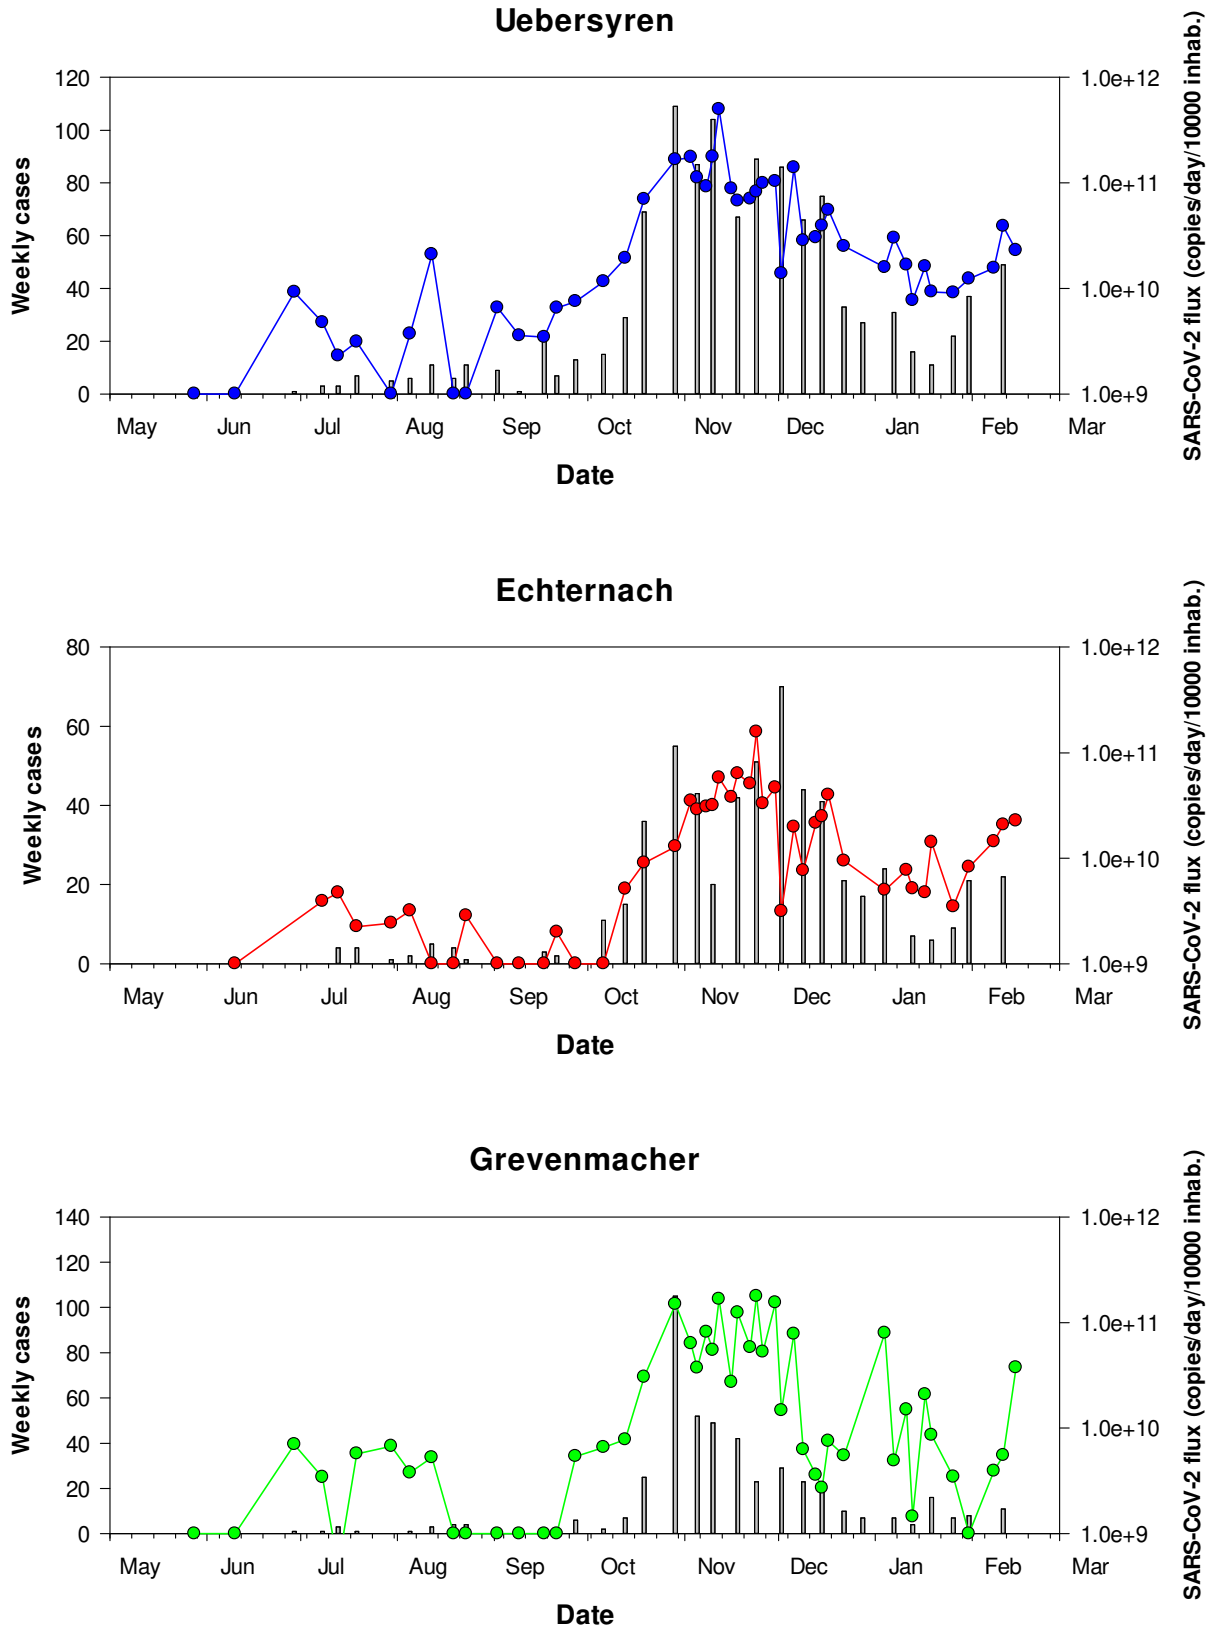 Uebersyren
Weekly cases
120
100
80
60
40
20
0
1.0e+12
1.0e+11
1.0e+10
1.0e+9
SARS-CoV-2 flux (copies/day/10000 inhab.)
May Jun Jul Aug Sep Oct Nov Dec Jan Feb Mar
Date
Echternach
Weekly cases
80
60
40
20
0
1.0e+12
1.0e+11
1.0e+10
1.0e+9
SARS-CoV-2 flux (copies/day/10000 inhab.)
May Jun Jul Aug Sep Oct Nov Dec Jan Feb Mar
Date
Grevenmacher
Weekly cases
140
120
100
80
60
40
20
0
1.0e+12
1.0e+11
1.0e+10
1.0e+9
SARS-CoV-2 flux (copies/day/10000 inhab.)
May Jun Jul Aug Sep Oct Nov Dec Jan Feb Mar
Date